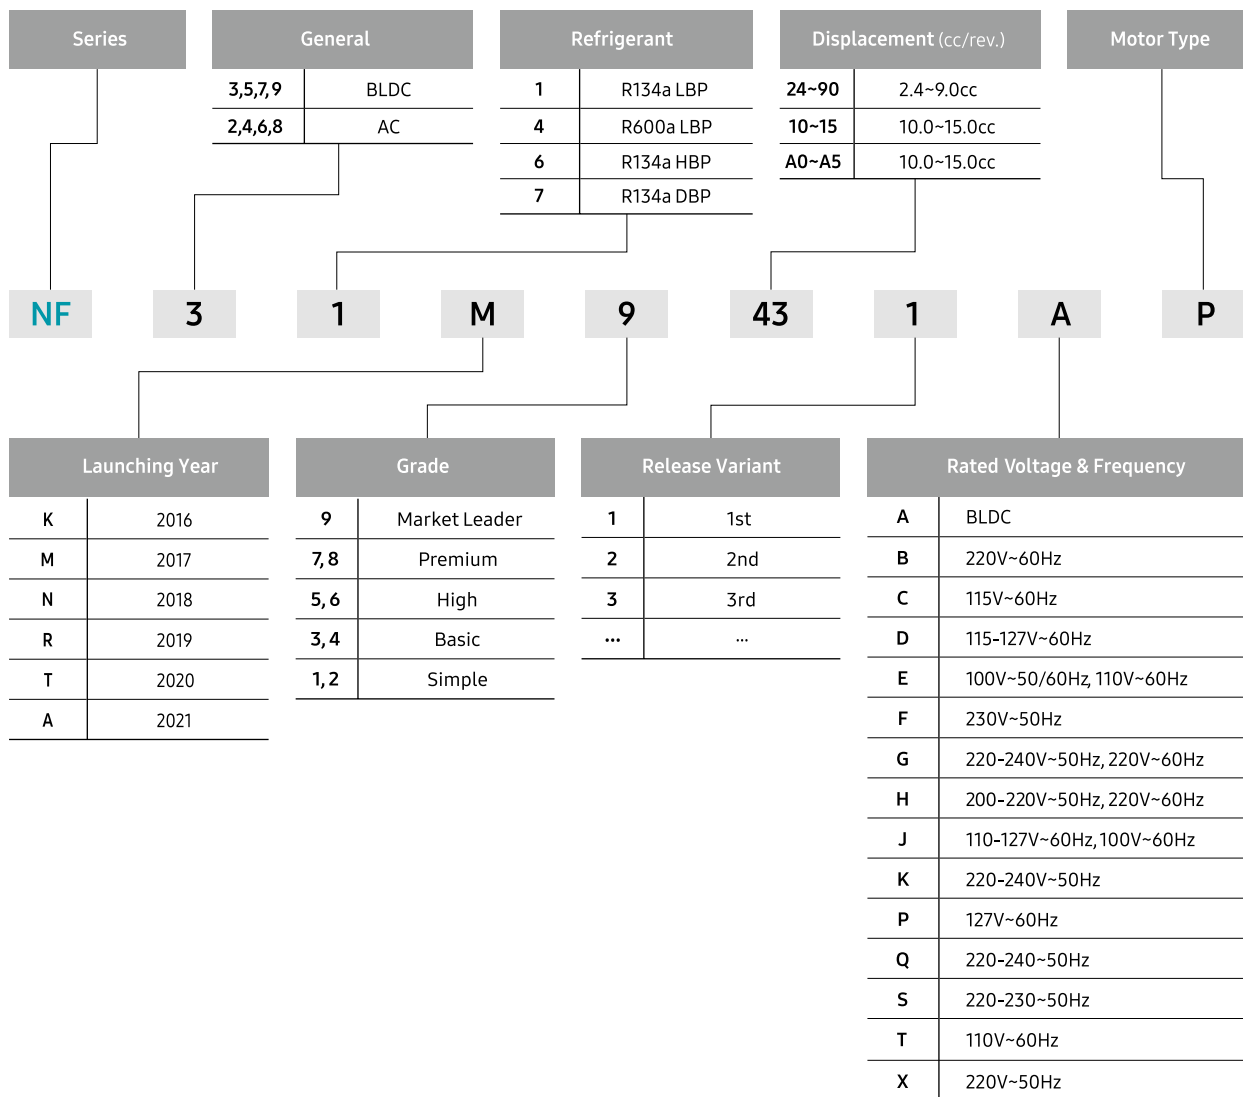 Series
General
Refrigerant
Displacement (cc/rev.)
Motor Type
3,5,7,9 BLDC
2,4,6,8 AC
1 R134a LBP
4 R600a LBP
6 R134a HBP
7 R134a DBP
24~90 2.4~9.0cc
10~15 10.0~15.0cc
A0~A5 10.0~15.0cc
NF 3 1 M 9 43 1 A P
Launching Year
K 2016
M 2017
N 2018
R 2019
T 2020
A 2021
Grade
9 Market Leader
7,8 Premium
5,6 High
3,4 Basic
1,2 Simple
Release Variant
1 1st
2 2nd
3 3rd
... ...
Rated Voltage & Frequency
A BLDC
B 220V~60Hz
C 115V~60Hz
D 115-127V~60Hz
E 100V~50/60Hz, 110V~60Hz
F 230V~50Hz
G 220-240V~50Hz, 220V~60Hz
H 200-220V~50Hz, 220V~60Hz
J 110-127V~60Hz, 100V~60Hz
K 220-240V~50Hz
P 127V~60Hz
Q 220-240~50Hz
S 220-230~50Hz
T 110V~60Hz
X 220V~50Hz